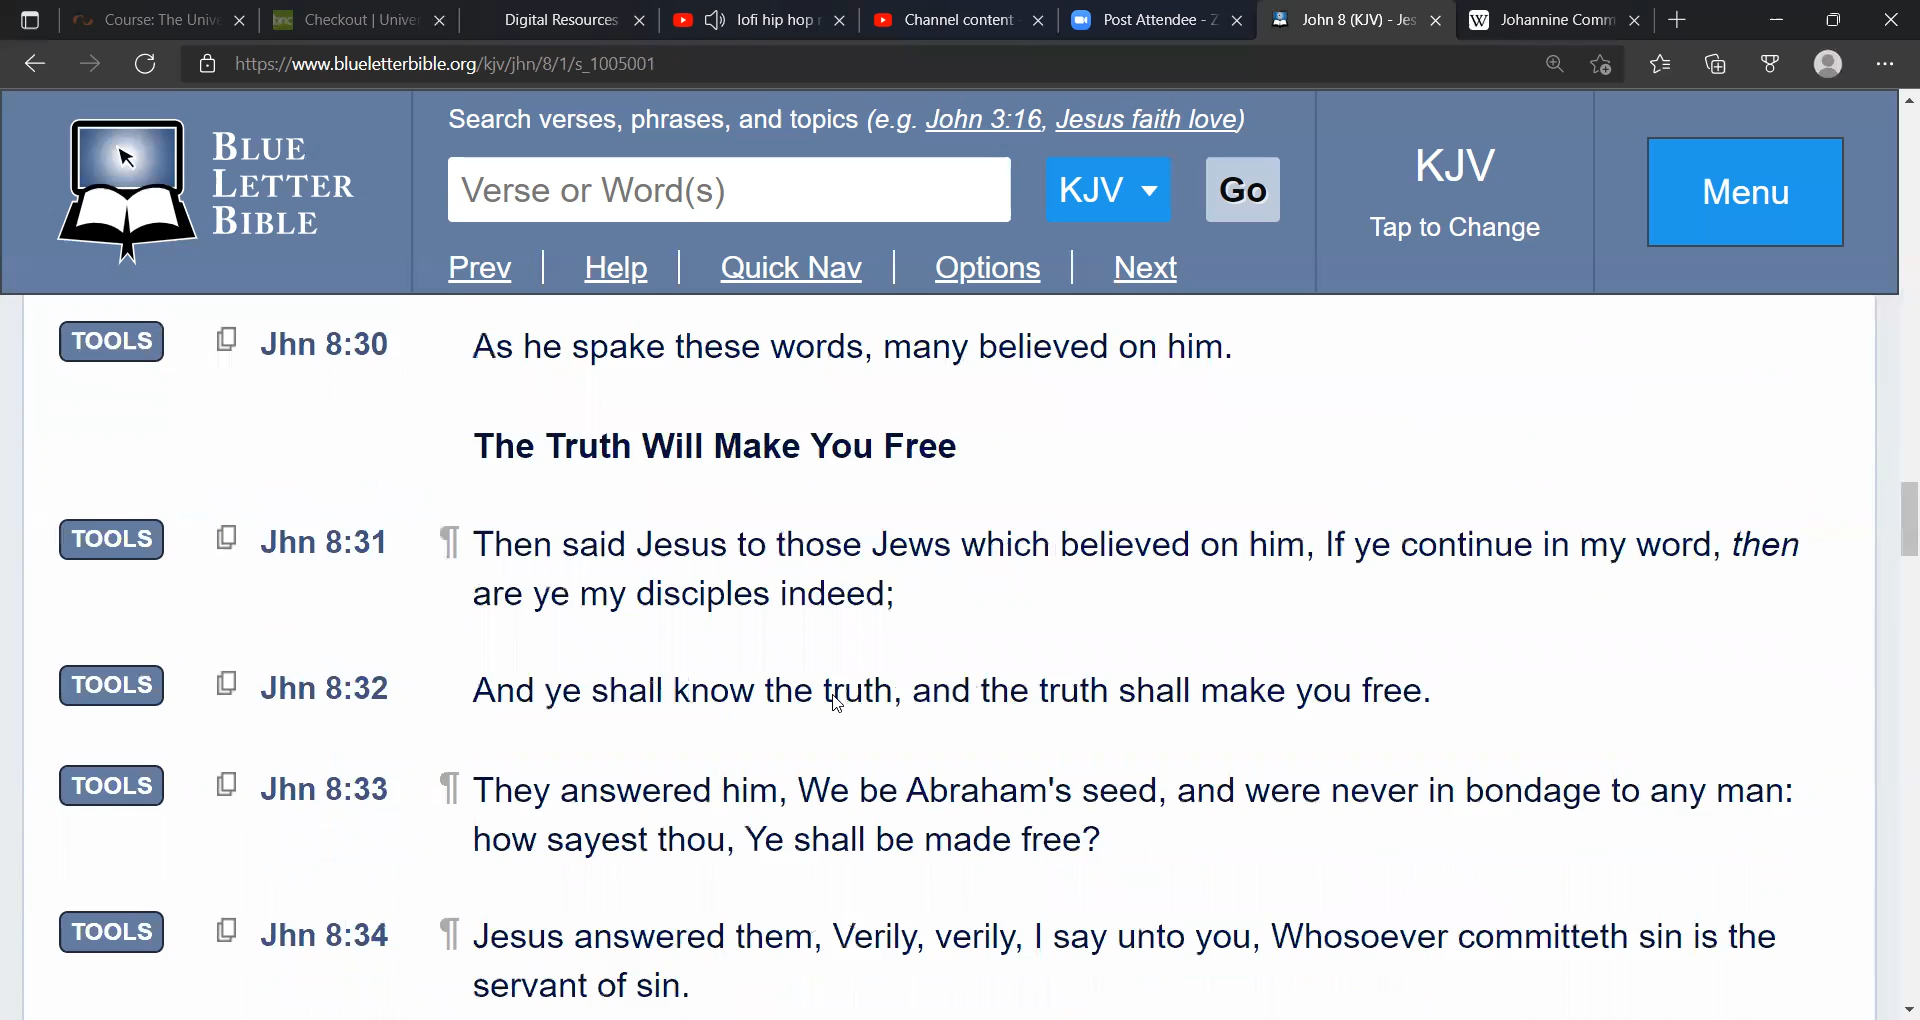 Course: The Unive
bnc Checkout | Univer
Digital Resources
lofi hip hop r
Channel content -
Post Attendee - Z
John 8 (KJV) - Jes
W Johannine Comm
https://www.blueletterbible.org/kjv/jhn/8/1/s_1005001
BLUE
LETTER
BIBLE
Search verses, phrases, and topics (e.g. John 3:16, Jesus faith love)
Verse or Word(s)
KJV
Go
Prev
Help
Quick Nav
Options
Next
KJV
Tap to Change
Menu
TOOLS Jhn 8:30 As he spake these words, many believed on him.
The Truth Will Make You Free
TOOLS Jhn 8:31 ¶ Then said Jesus to those Jews which believed on him, If ye continue in my word, then
are ye my disciples indeed;
TOOLS Jhn 8:32 And ye shall know the truth, and the truth shall make you free.
TOOLS Jhn 8:33 ¶ They answered him, We be Abraham's seed, and were never in bondage to any man:
how sayest thou, Ye shall be made free?
TOOLS Jhn 8:34 ¶ Jesus answered them, Verily, verily, I say unto you, Whosoever committeth sin is the
servant of sin.